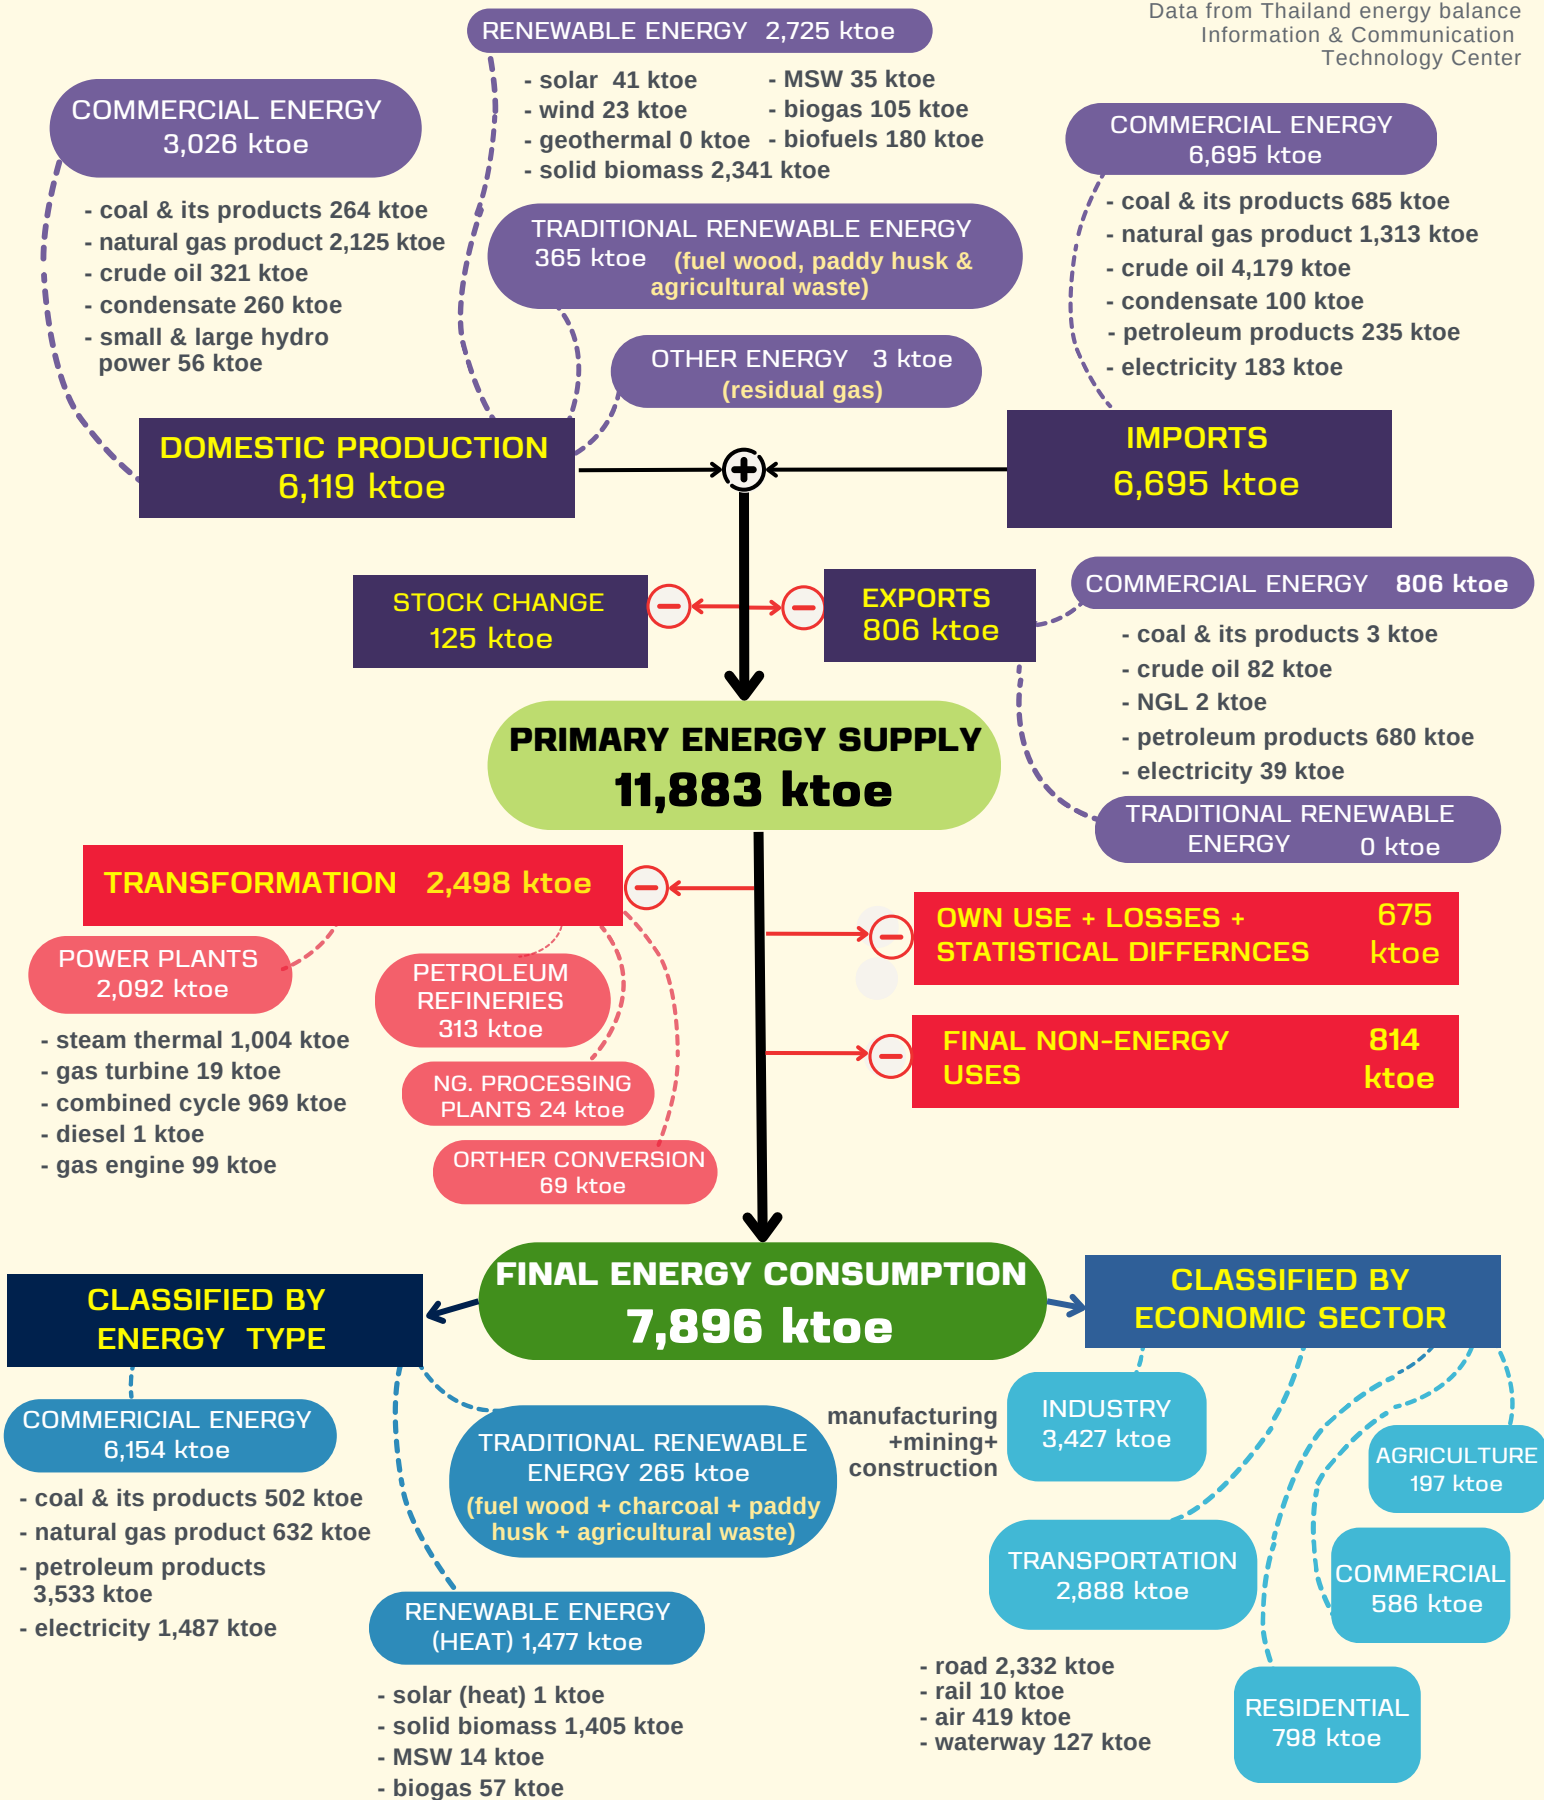 Data from Thailand energy balance
Information & Communication
Technology Center
RENEWABLE ENERGY 2,725 ktoe
- solar 41 ktoe
- wind 23 ktoe
- geothermal 0 ktoe
- solid biomass 2,341 ktoe
- MSW 35 ktoe
- biogas 105 ktoe
- biofuels 180 ktoe
COMMERCIAL ENERGY
3,026 ktoe
- coal & its products 264 ktoe
- natural gas product 2,125 ktoe
- crude oil 321 ktoe
- condensate 260 ktoe
- small & large hydro
power 56 ktoe
TRADITIONAL RENEWABLE ENERGY
365 ktoe (fuel wood, paddy husk &
agricultural waste)
OTHER ENERGY 3 ktoe
(residual gas)
COMMERCIAL ENERGY
6,695 ktoe
- coal & its products 685 ktoe
- natural gas product 1,313 ktoe
- crude oil 4,179 ktoe
- condensate 100 ktoe
- petroleum products 235 ktoe
- electricity 183 ktoe
DOMESTIC PRODUCTION
6,119 ktoe
IMPORTS
6,695 ktoe
STOCK CHANGE
125 ktoe
EXPORTS
806 ktoe
COMMERCIAL ENERGY 806 ktoe
- coal & its products 3 ktoe
- crude oil 82 ktoe
- NGL 2 ktoe
- petroleum products 680 ktoe
- electricity 39 ktoe
TRADITIONAL RENEWABLE
ENERGY 0 ktoe
PRIMARY ENERGY SUPPLY
11,883 ktoe
TRANSFORMATION 2,498 ktoe
POWER PLANTS
2,092 ktoe
- steam thermal 1,004 ktoe
- gas turbine 19 ktoe
- combined cycle 969 ktoe
- diesel 1 ktoe
- gas engine 99 ktoe
PETROLEUM
REFINERIES
313 ktoe
NG. PROCESSING
PLANTS 24 ktoe
ORTHER CONVERSION
69 ktoe
OWN USE + LOSSES +
STATISTICAL DIFFERNCES
675
ktoe
FINAL NON-ENERGY
USES
814
ktoe
FINAL ENERGY CONSUMPTION
7,896 ktoe
CLASSIFIED BY
ENERGY TYPE
COMMERICIAL ENERGY
6,154 ktoe
- coal & its products 502 ktoe
- natural gas product 632 ktoe
- petroleum products
3,533 ktoe
- electricity 1,487 ktoe
TRADITIONAL RENEWABLE
ENERGY 265 ktoe
(fuel wood + charcoal + paddy
husk + agricultural waste)
RENEWABLE ENERGY
(HEAT) 1,477 ktoe
- solar (heat) 1 ktoe
- solid biomass 1,405 ktoe
- MSW 14 ktoe
- biogas 57 ktoe
CLASSIFIED BY
ECONOMIC SECTOR
manufacturing
+mining+
construction
INDUSTRY
3,427 ktoe
AGRICULTURE
197 ktoe
TRANSPORTATION
2,888 ktoe
- road 2,332 ktoe
- rail 10 ktoe
- air 419 ktoe
- waterway 127 ktoe
COMMERCIAL
586 ktoe
RESIDENTIAL
798 ktoe